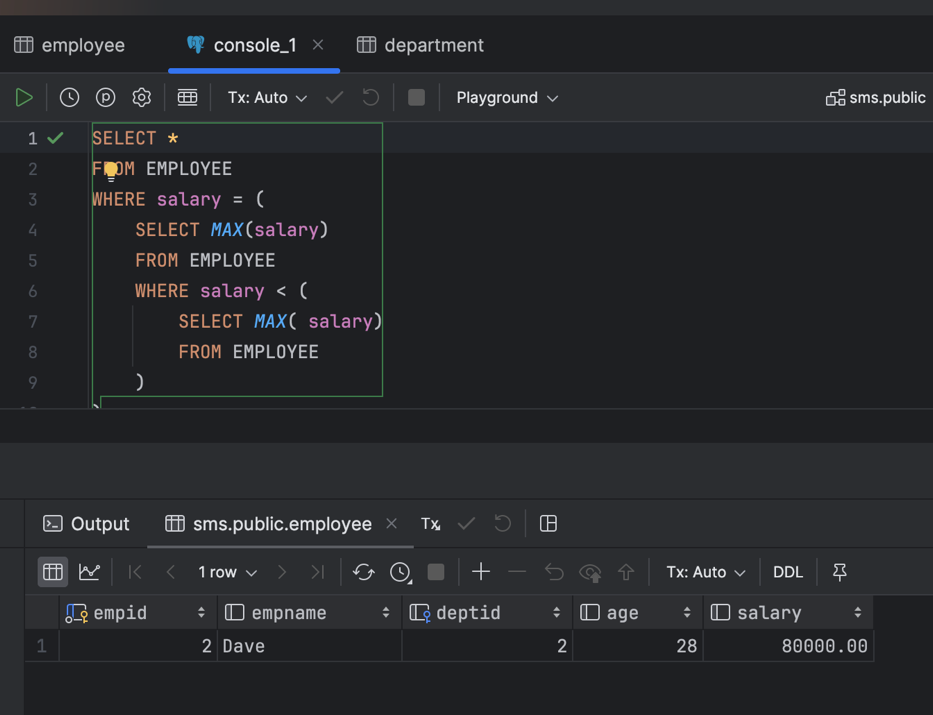 employee console_1 department
Tx: Auto Playground sms.public
1 SELECT *
2 FROM EMPLOYEE
3 WHERE salary = (
4 SELECT MAX(salary)
5 FROM EMPLOYEE
6 WHERE salary < (
7 SELECT MAX( salary)
8 FROM EMPLOYEE
9 )
Output sms.public.employee Tx
1 row Tx: Auto DDL
empid empname deptid age salary
1 2 Dave 2 28 80000.00